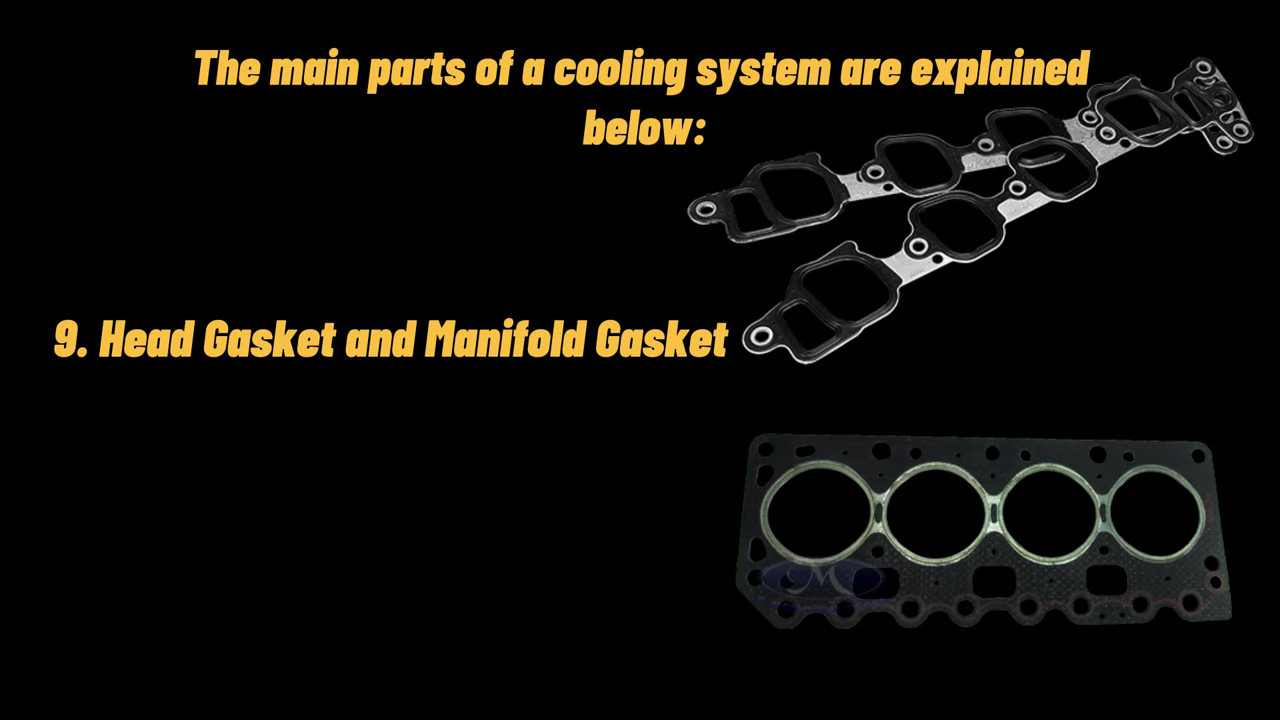 The main parts of a cooling system are explained
below:
9. Head Gasket and Manifold Gasket